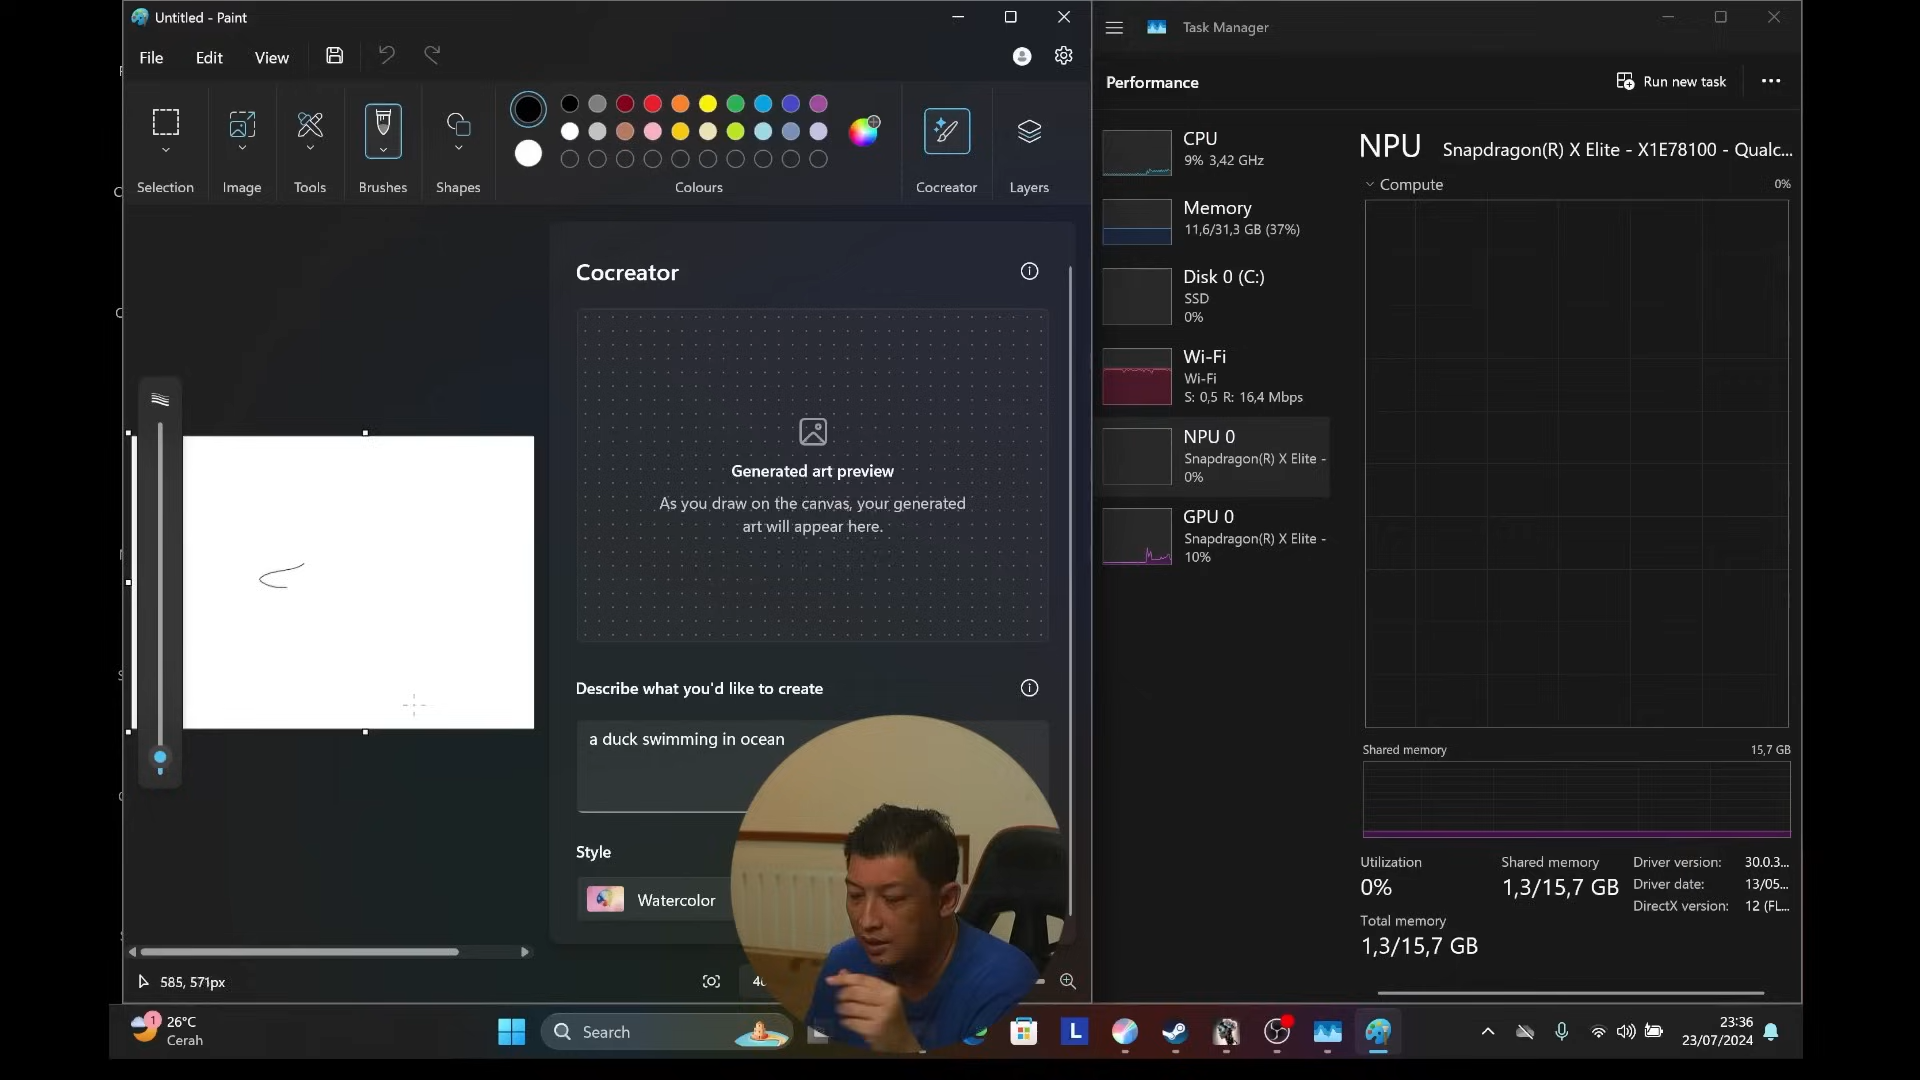 Untitled - Paint
File
Edit
View
Selection
Image
Tools
Brushes
Shapes
Colours
Cocreator
Layers
Cocreator
Generated art preview
As you draw on the canvas, your generated
art will appear here.
Describe what you'd like to create
a duck swimming in ocean
Style
Watercolor
585, 571px
Task Manager
Performance
Run new task
CPU
9% 3,42 GHz
Memory
11,6/31,3 GB (37%)
Disk 0 (C:)
SSD
0%
Wi-Fi
Wi-Fi
S: 0,5 R: 16,4 Mbps
NPU 0
Snapdragon(R) X Elite -
0%
GPU 0
Snapdragon(R) X Elite -
10%
NPU
Snapdragon(R) X Elite - X1E78100 - Qualc...
Compute
0%
Shared memory
15,7 GB
Utilization
0%
Shared memory
1,3/15,7 GB
Driver version:
30.0.3...
Driver date:
13/05...
DirectX version:
12 (FL...
Total memory
1,3/15,7 GB
1
26°C
Cerah
Search
L
23:36
23/07/2024